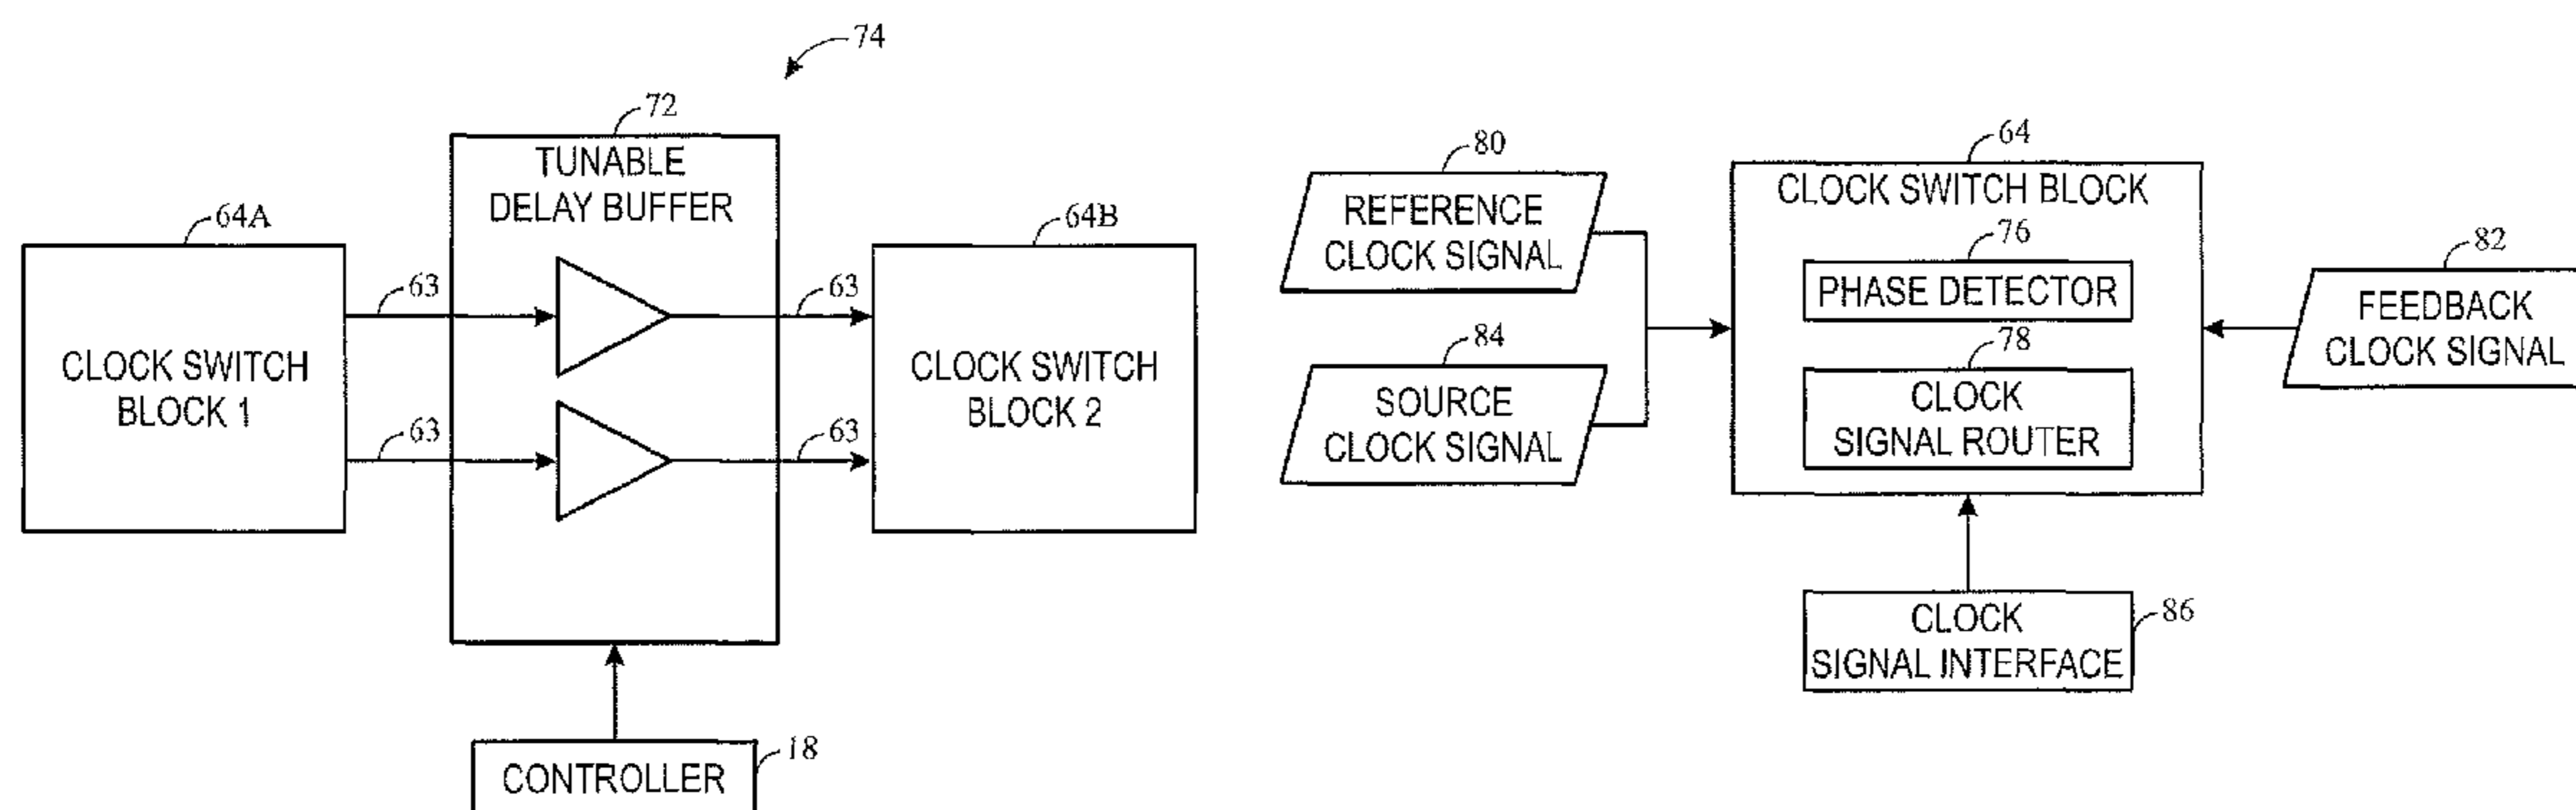 74
72
TUNABLE
DELAY BUFFER
64A
64B
63
63
CLOCK SWITCH
BLOCK 1
CLOCK SWITCH
BLOCK 2
63
63
18
CONTROLLER
80
REFERENCE
CLOCK SIGNAL
84
SOURCE
CLOCK SIGNAL
64
CLOCK SWITCH BLOCK
76
PHASE DETECTOR
78
CLOCK
SIGNAL ROUTER
82
FEEDBACK
CLOCK SIGNAL
CLOCK
SIGNAL INTERFACE
86